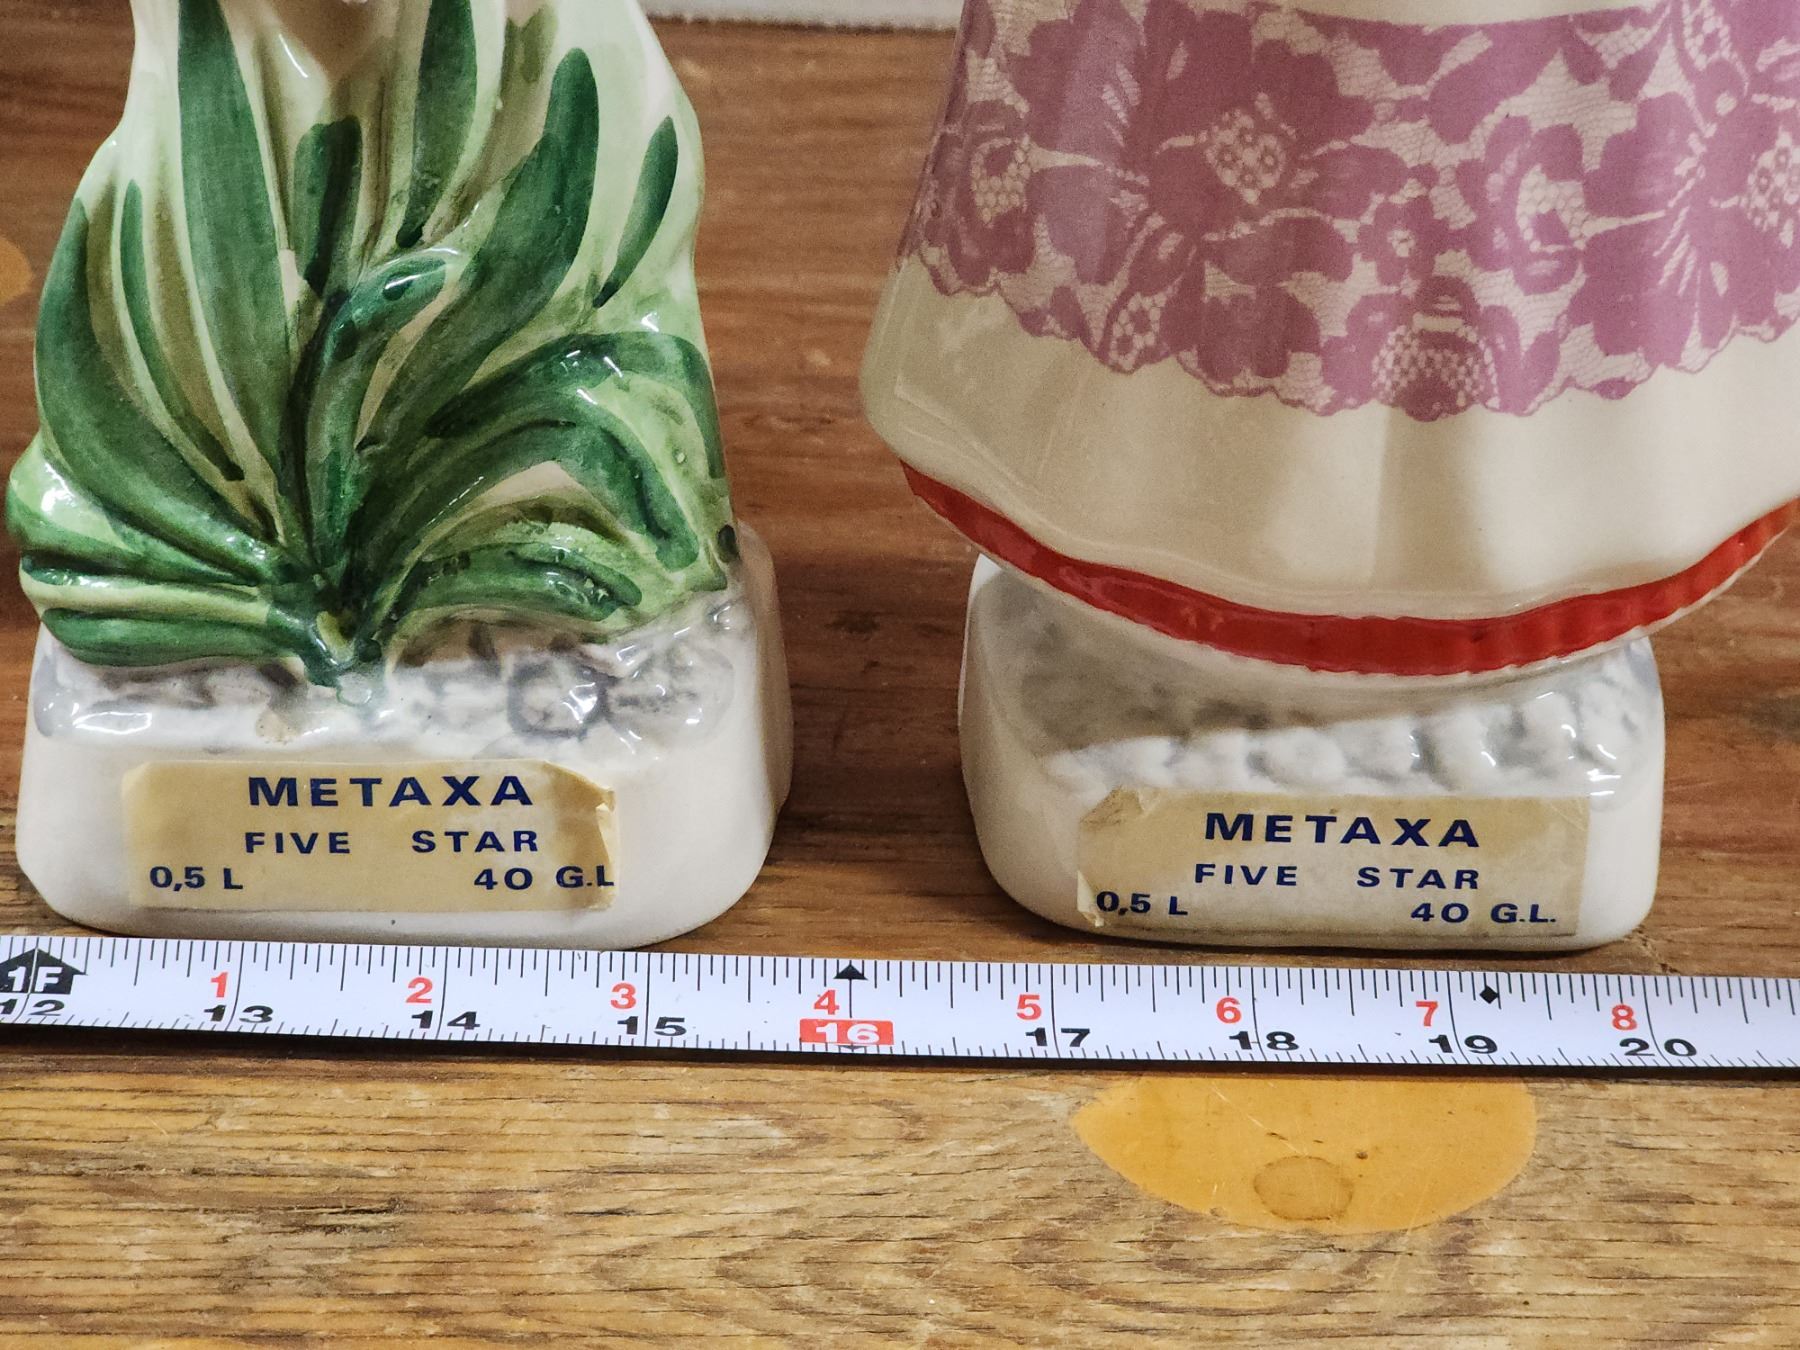 METAXA
FIVE STAR
0,5 L 40 G.L
METAXA
FIVE STAR
0,5 L 40 G.L.
1F 1 2 3 4 5 6 7 8
12 13 14 15 16 17 18 19 20